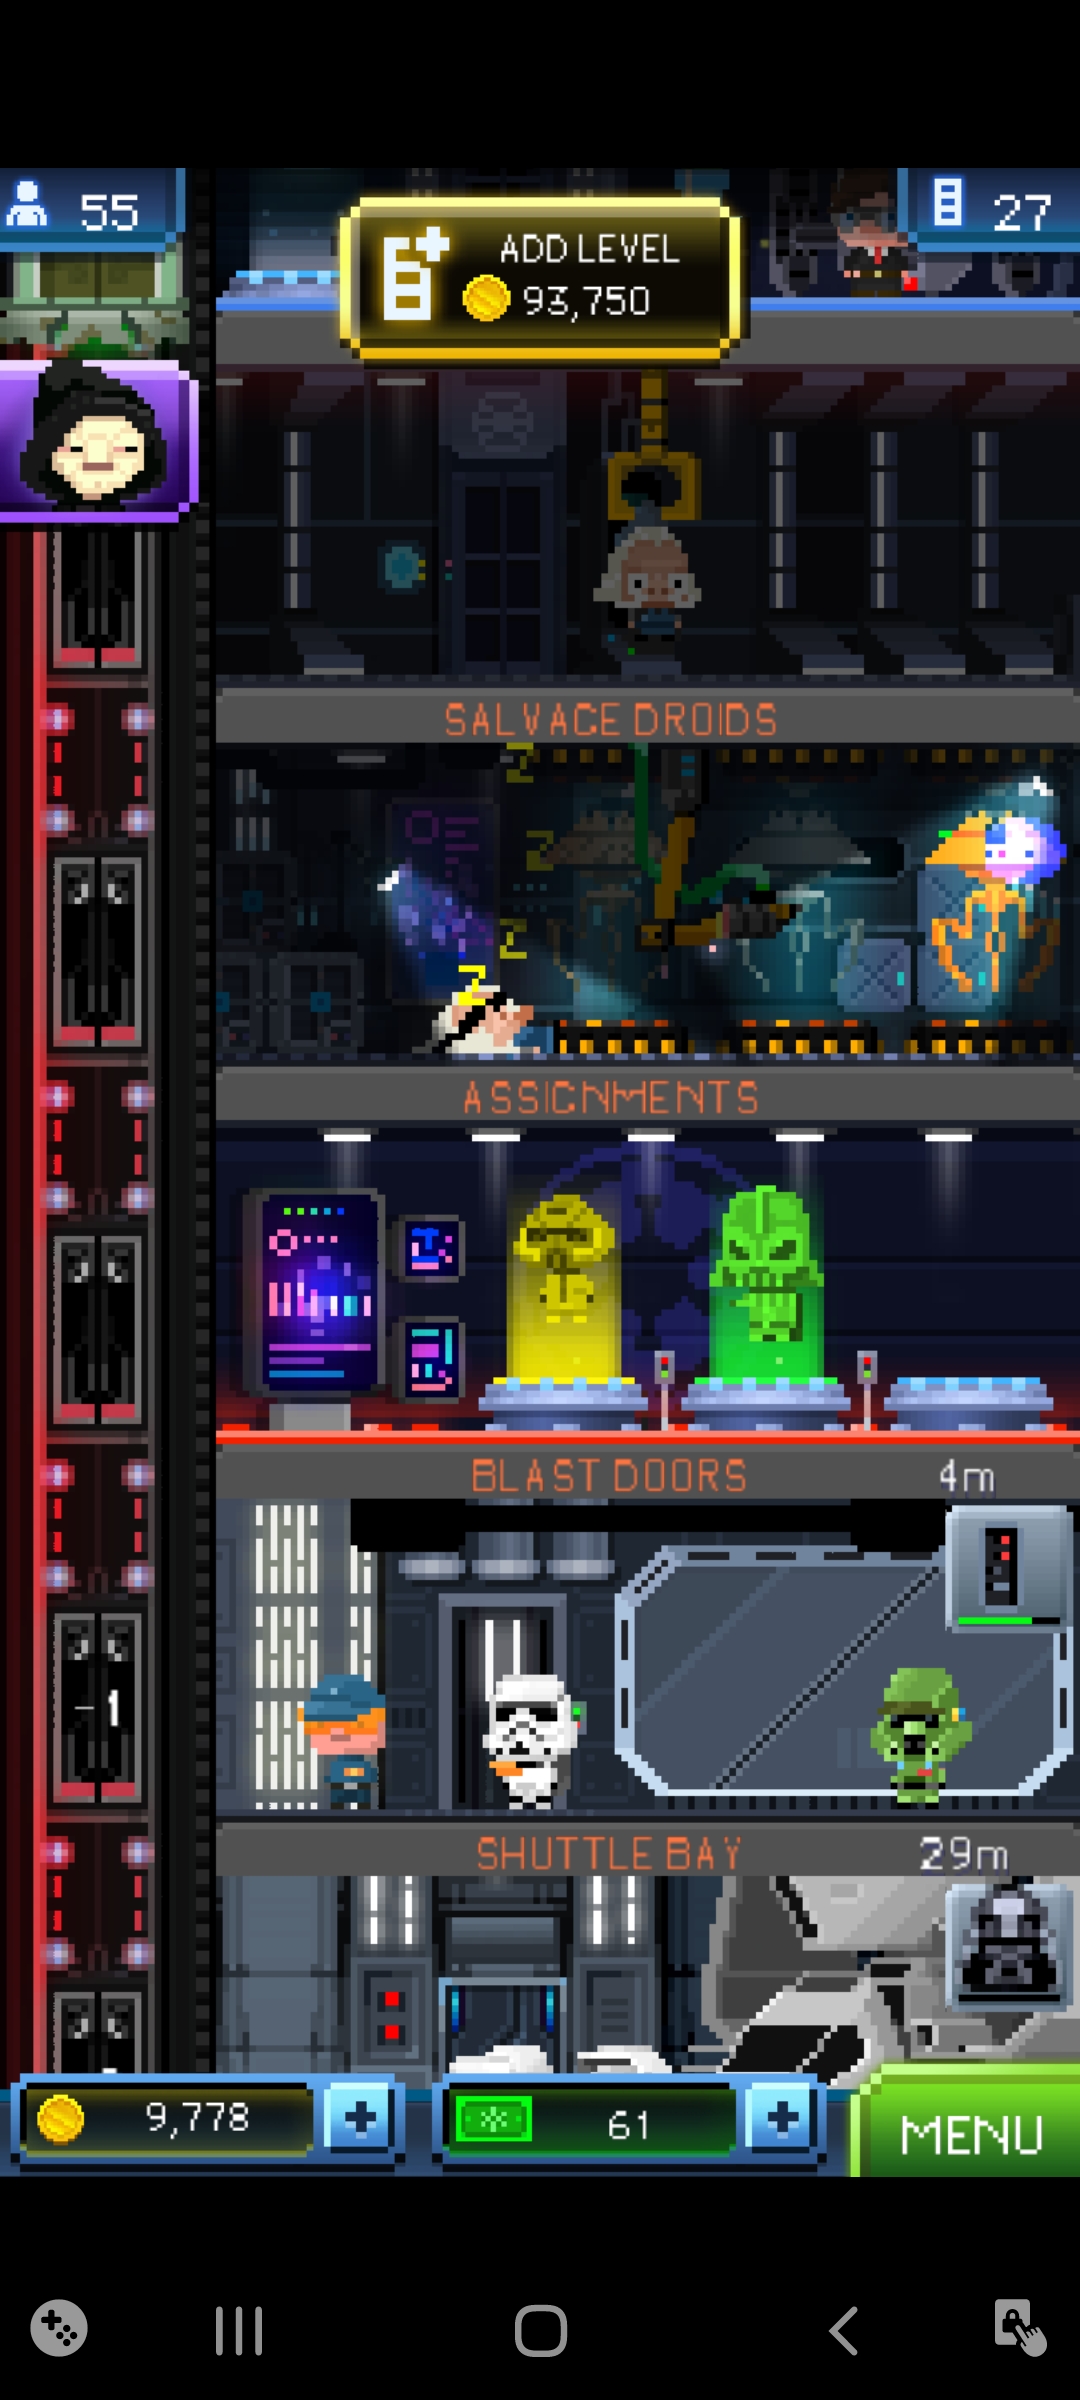 55
27
ADD LEVEL
93,750
SALVAGE DROIDS
Z
Z
Z
Z
ASSIGNMENTS
BLAST DOORS
4m
-1
SHUTTLE BAY
29m
9,778
+
61
+
MENU